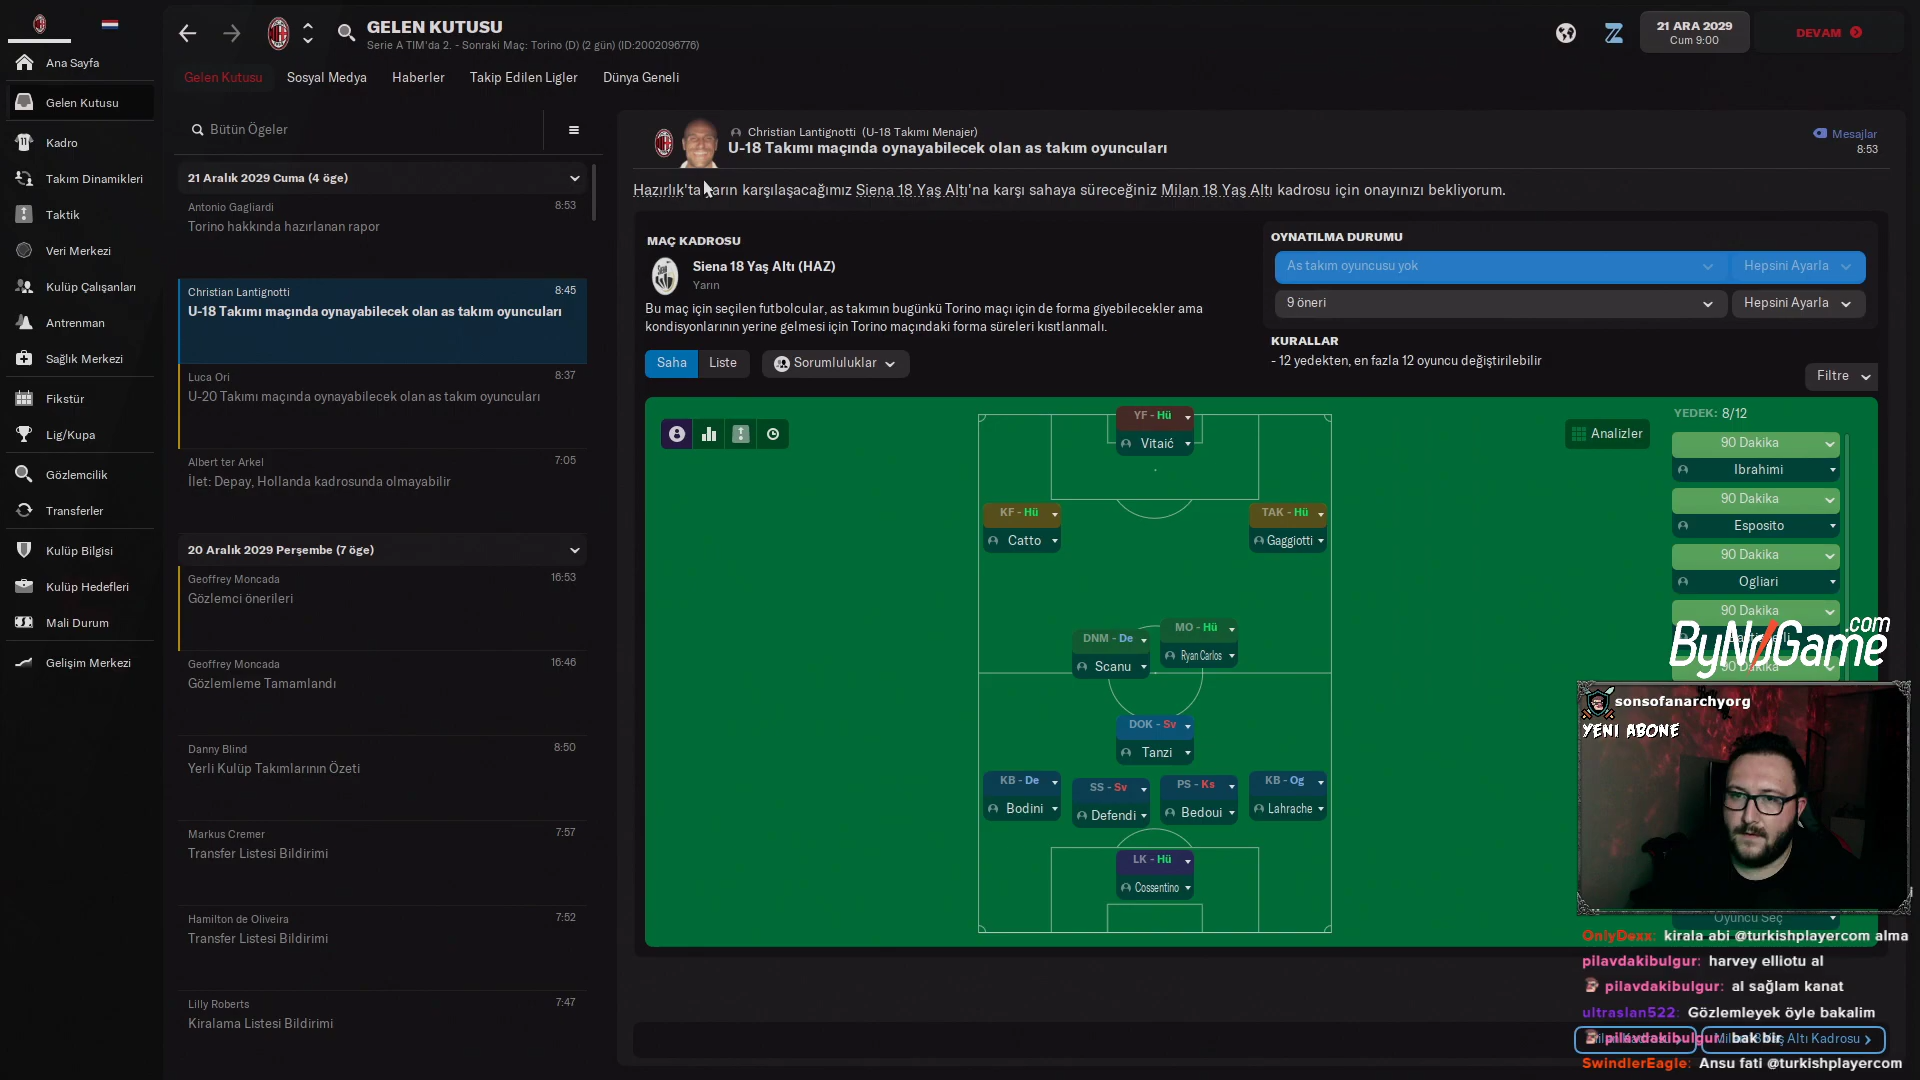 GELEN KUTUSU
Serie A TIM'da 2. - Sonraki Maç: Torino (D) (2 gün) (ID:2002096776)
21 ARA 2029
Cum 9:00
DEVAM
Ana Sayfa
Gelen Kutusu
Kadro
Takım Dinamikleri
Taktik
Veri Merkezi
Kulüp Çalışanları
Antrenman
Sağlık Merkezi
Fikstür
Lig/Kupa
Gözlemcilik
Transferler
Kulüp Bilgisi
Kulüp Hedefleri
Mali Durum
Gelişim Merkezi
Gelen Kutusu
Sosyal Medya
Haberler
Takip Edilen Ligler
Dünya Geneli
Bütün Ögeler
21 Aralık 2029 Cuma (4 öge)
Antonio Gagliardi 8:53
Torino hakkında hazırlanan rapor
Christian Lantignotti 8:45
U-18 Takımı maçında oynayabilecek olan as takım oyuncuları
Luca Ori 8:37
U-20 Takımı maçında oynayabilecek olan as takım oyuncuları
Albert ter Arkel 7:05
İlet: Depay, Hollanda kadrosunda olmayabilir
20 Aralık 2029 Perşembe (7 öge)
Geoffrey Moncada 16:53
Gözlemci önerileri
Geoffrey Moncada 16:46
Gözlemleme Tamamlandı
Danny Blind 8:50
Yerli Kulüp Takımlarının Özeti
Markus Cremer 7:57
Transfer Listesi Bildirimi
Hamilton de Oliveira 7:52
Transfer Listesi Bildirimi
Lilly Roberts 7:47
Kiralama Listesi Bildirimi
Christian Lantignotti (U-18 Takımı Menajer)
U-18 Takımı maçında oynayabilecek olan as takım oyuncuları
Mesajlar
8:53
Hazırlık'ta yarın karşılaşacağımız Siena 18 Yaş Altı'na karşı sahaya süreceğiniz Milan 18 Yaş Altı kadrosu için onayınızı bekliyorum.
MAÇ KADROSU
Siena 18 Yaş Altı (HAZ)
Yarın
Bu maç için seçilen futbolcular, as takımın bugünkü Torino maçı için de forma giyebilecekler ama
kondisyonlarının yerine gelmesi için Torino maçındaki forma süreleri kısıtlanmalı.
OYNATILMA DURUMU
As takım oyuncusu yok
Hepsini Ayarla
9 öneri
Hepsini Ayarla
KURALLAR
- 12 yedekten, en fazla 12 oyuncu değiştirilebilir
Saha
Liste
Sorumluluklar
Filtre
Analizler
YF - Hü
Vitaić
KF - Hü
Catto
TAK - Hü
Gaggiotti
DNM - De
Scanu
MO - Hü
Ryan Carlos
DOK - Sv
Tanzi
KB - De
Bodini
SS - Sv
Defendi
PS - Ks
Bedoui
KB - Og
Lahrache
LK - Hü
Cossentino
YEDEK: 8/12
90 Dakika
Ibrahimi
90 Dakika
Esposito
90 Dakika
Ogliari
90 Dakika
90 Dakika
ByNoGame
.com
sonsofanarchyorg
YENİ ABONE
Oyuncu Seç
OnlyDexx: kirala abi @turkishplayercom alma
pilavdakibulgur: harvey elliotu al
pilavdakibulgur: al sağlam kanat
ultraslan522: Gözlemleyek öyle bakalim
pilavdakibulgur: bak bir
Altı Kadrosu
SwindlerEagle: Ansu fati @turkishplayercom